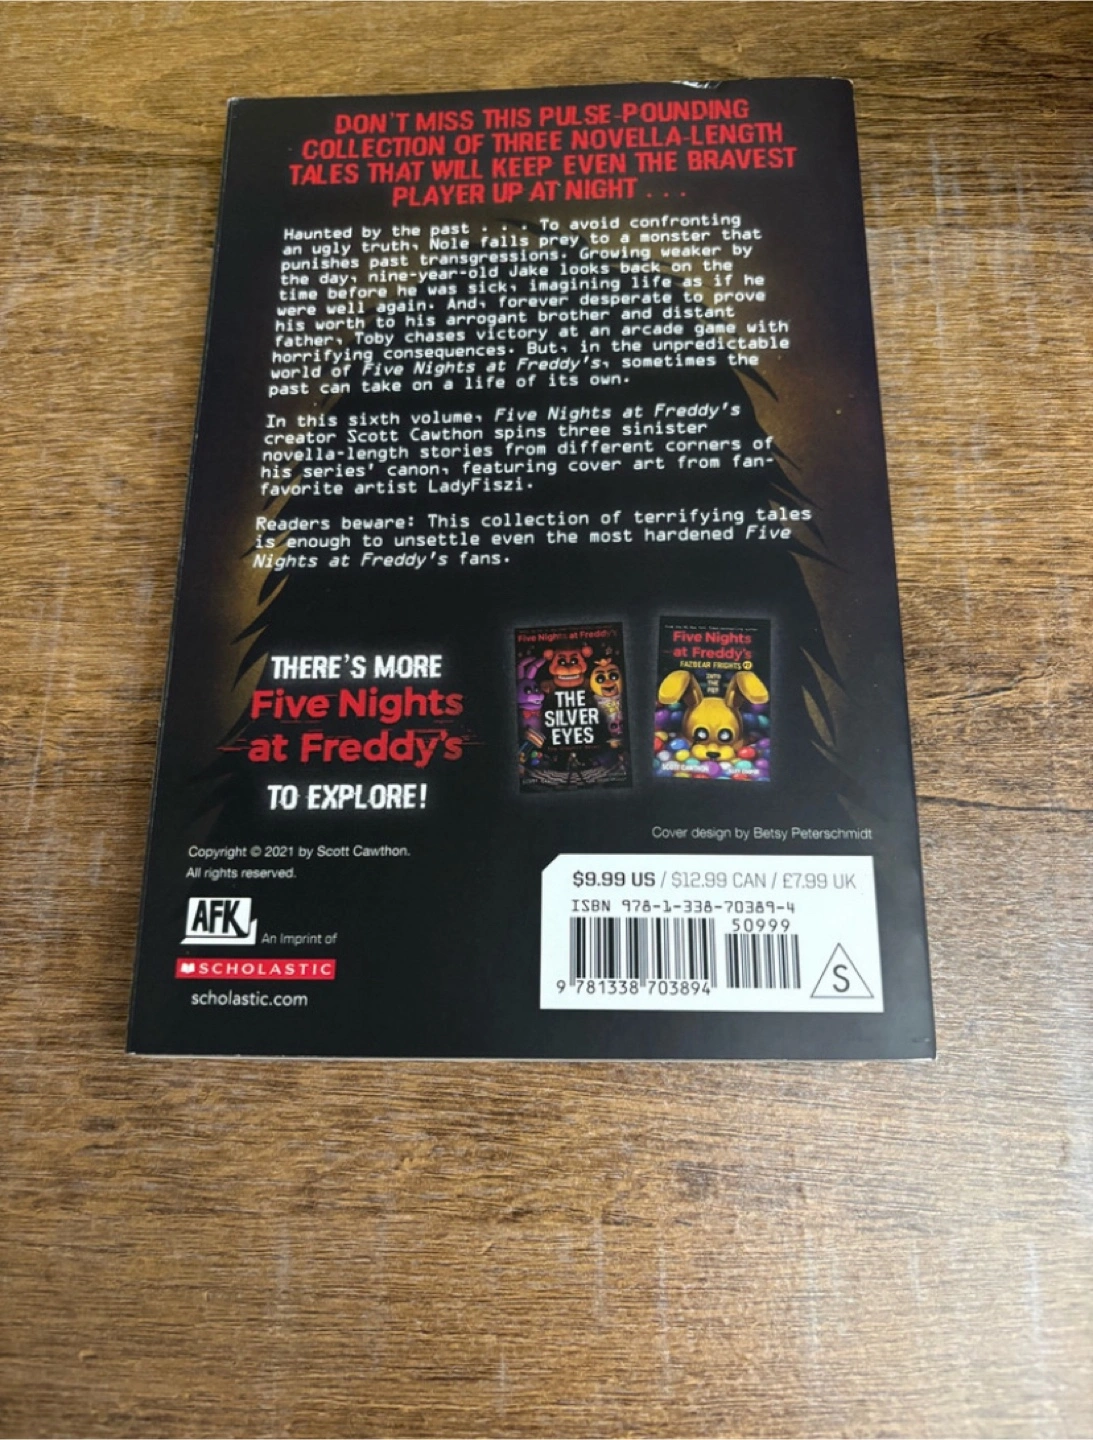 DON'T MISS THIS PULSE-POUNDING
COLLECTION OF THREE NOVELLA-LENGTH
TALES THAT WILL KEEP EVEN THE BRAVEST
PLAYER UP AT NIGHT . . .
Haunted by the past . . . To avoid confronting
an ugly truth, Nole falls prey to a monster that
punishes past transgressions. Growing weaker by
the day, nine-year-old Jake looks back on the
time before he was sick, imagining life as if he
were well again. And, forever desperate to prove
his worth to his arrogant brother and distant
father, Toby chases victory at an arcade game with
horrifying consequences. But, in the unpredictable
world of Five Nights at Freddy's, sometimes the
past can take on a life of its own.
In this sixth volume, Five Nights at Freddy's
creator Scott Cawthon spins three sinister
novella-length stories from different corners of
his series' canon, featuring cover art from fan-
favorite artist LadyFiszi.
Readers beware: This collection of terrifying tales
is enough to unsettle even the most hardened Five
Nights at Freddy's fans.
THERE'S MORE
Five Nights
at Freddy's
TO EXPLORE!
Five Nights at Freddy's
THE
SILVER
EYES
Five Nights
at Freddy's
FAZBEAR FRIGHTS
INTO
THE
PIT
SCOTT CAWTHON
Cover design by Betsy Peterschmidt
Copyright © 2021 by Scott Cawthon.
All rights reserved.
AFK
An Imprint of
SCHOLASTIC
scholastic.com
$9.99 US / $12.99 CAN / £7.99 UK
ISBN 978-1-338-70389-4
50999
9 781338 703894
S